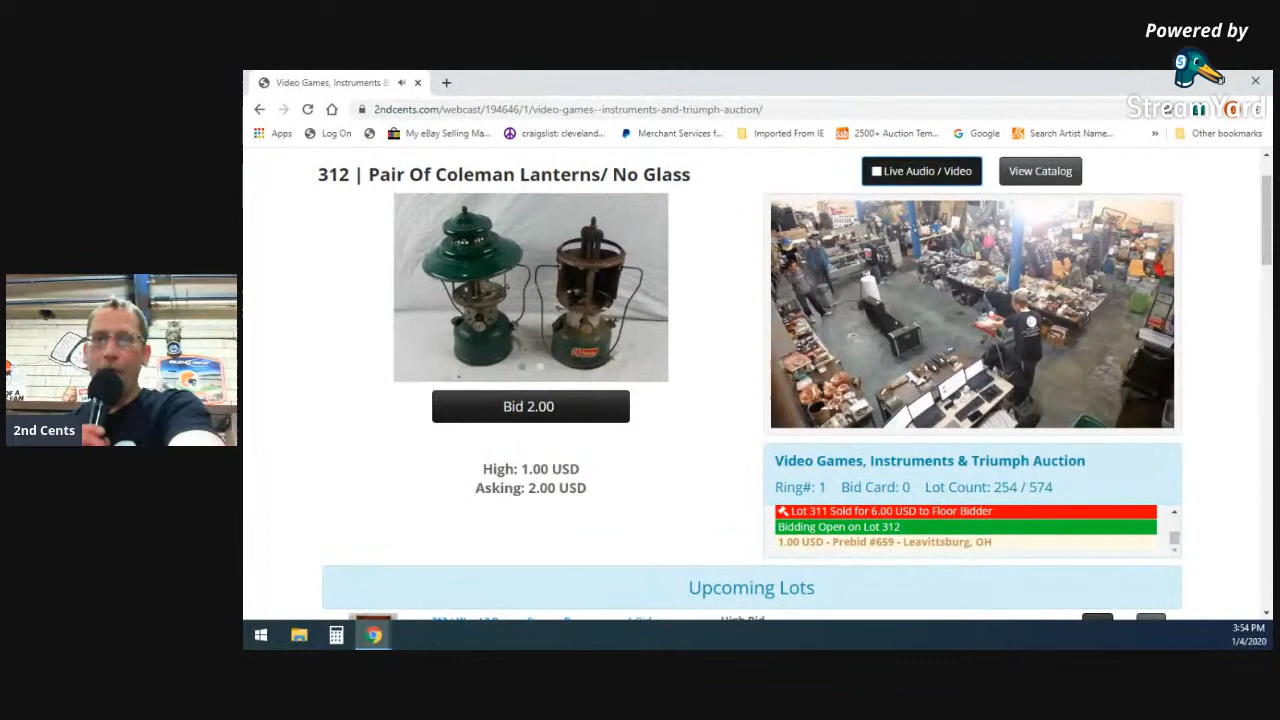 Powered by
StreamYard
Video Games, Instruments &
2ndcents.com/webcast/194646/1/video-games--instruments-and-triumph-auction/
Apps
Log On
My eBay Selling Ma...
craigslist: cleveland...
Merchant Services f...
Imported From IE
2500+ Auction Tem...
Google
Search Artist Name...
»
Other bookmarks
312 | Pair Of Coleman Lanterns/ No Glass
Live Audio / Video
View Catalog
Bid 2.00
High: 1.00 USD
Asking: 2.00 USD
Video Games, Instruments & Triumph Auction
Ring#: 1 Bid Card: 0 Lot Count: 254 / 574
Lot 311 Sold for 6.00 USD to Floor Bidder
Bidding Open on Lot 312
1.00 USD - Prebid #659 - Leavittsburg, OH
Upcoming Lots
2nd Cents
3:54 PM
1/4/2020